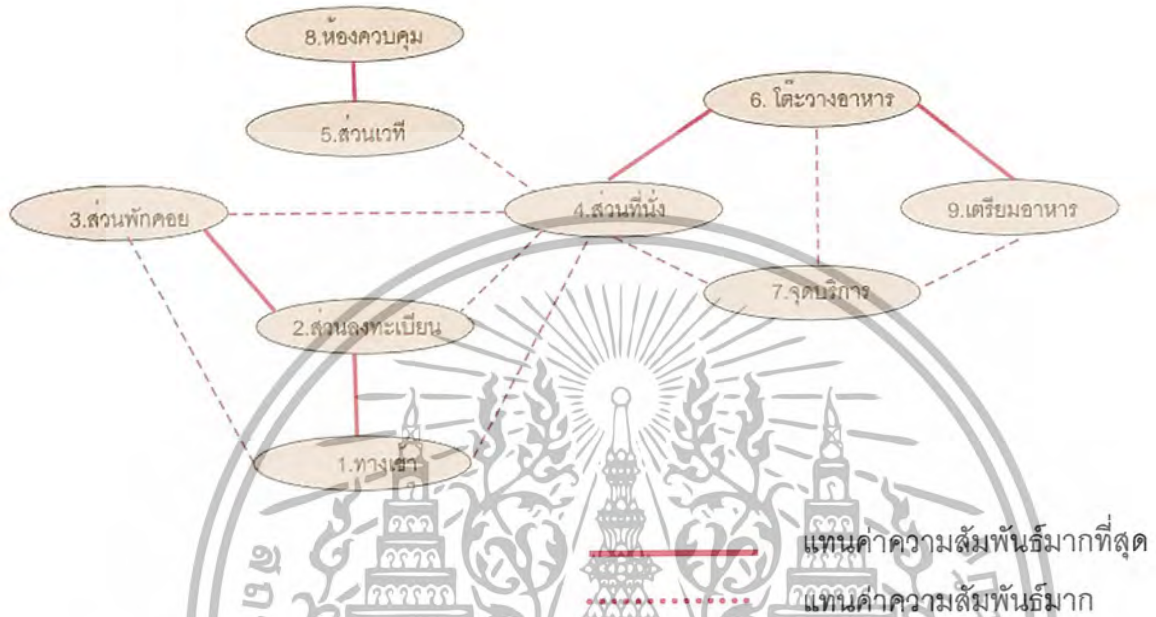 8.ห้องควบคุม
6. โต๊ะวางอาหาร
5.ส่วนเวที
3.ส่วนพักคอย
4.ส่วนที่นั่ง
9.เตรียมอาหาร
7.จุดบริการ
2.ส่วนลงทะเบียน
1.ทางเข้า
แทนค่าความสัมพันธ์มากที่สุด
แทนค่าความสัมพันธ์มาก